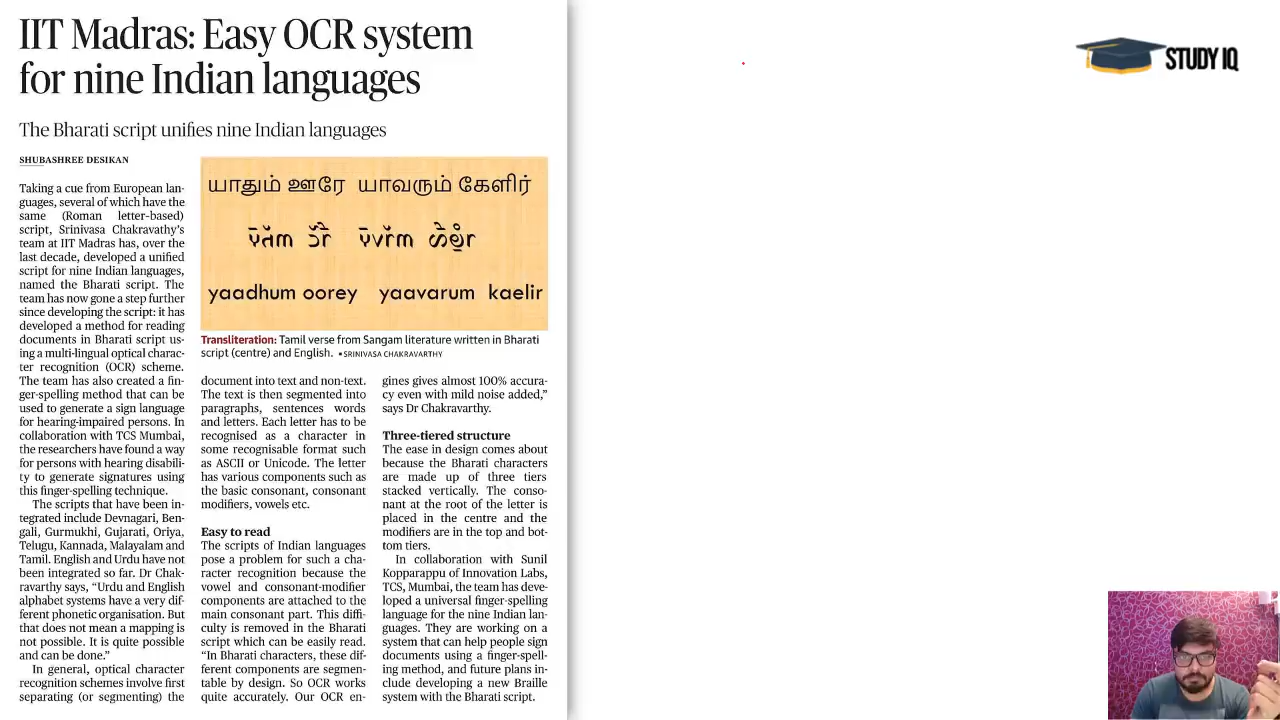 IIT Madras: Easy OCR system
for nine Indian languages
The Bharati script unifies nine Indian languages
SHUBASHREE DESIKAN
Taking a cue from European lan-
guages, several of which have the
same (Roman letter-based)
script, Srinivasa Chakravathy's
team at IIT Madras has, over the
last decade, developed a unified
script for nine Indian languages,
named the Bharati script. The
team has now gone a step further
since developing the script: it has
developed a method for reading
documents in Bharati script us-
ing a multi-lingual optical charac-
ter recognition (OCR) scheme.
The team has also created a fin-
ger-spelling method that can be
used to generate a sign language
for hearing-impaired persons. In
collaboration with TCS Mumbai,
the researchers have found a way
for persons with hearing disabili-
ty to generate signatures using
this finger-spelling technique.
The scripts that have been in-
tegrated include Devnagari, Ben-
gali, Gurmukhi, Gujarati, Oriya,
Telugu, Kannada, Malayalam and
Tamil. English and Urdu have not
been integrated so far. Dr Chak-
ravarthy says, “Urdu and English
alphabet systems have a very dif-
ferent phonetic organisation. But
that does not mean a mapping is
not possible. It is quite possible
and can be done.”
In general, optical character
recognition schemes involve first
separating (or segmenting) the
யாதும் ஊரே யாவரும் கேளிர்
yaadhum oorey yaavarum kaelir
Transliteration: Tamil verse from Sangam literature written in Bharati
script (centre) and English. • SRINIVASA CHAKRAVARTHY
document into text and non-text.
The text is then segmented into
paragraphs, sentences words
and letters. Each letter has to be
recognised as a character in
some recognisable format such
as ASCII or Unicode. The letter
has various components such as
the basic consonant, consonant
modifiers, vowels etc.
Easy to read
The scripts of Indian languages
pose a problem for such a cha-
racter recognition because the
vowel and consonant-modifier
components are attached to the
main consonant part. This diffi-
culty is removed in the Bharati
script which can be easily read.
“In Bharati characters, these dif-
ferent components are segmen-
table by design. So OCR works
quite accurately. Our OCR en-
gines gives almost 100% accura-
cy even with mild noise added,”
says Dr Chakravarthy.
Three-tiered structure
The ease in design comes about
because the Bharati characters
are made up of three tiers
stacked vertically. The conso-
nant at the root of the letter is
placed in the centre and the
modifiers are in the top and bot-
tom tiers.
In collaboration with Sunil
Kopparappu of Innovation Labs,
TCS, Mumbai, the team has deve-
loped a universal finger-spelling
language for the nine Indian lan-
guages. They are working on a
system that can help people sign
documents using a finger-spell-
ing method, and future plans in-
clude developing a new Braille
system with the Bharati script.
STUDY IQ